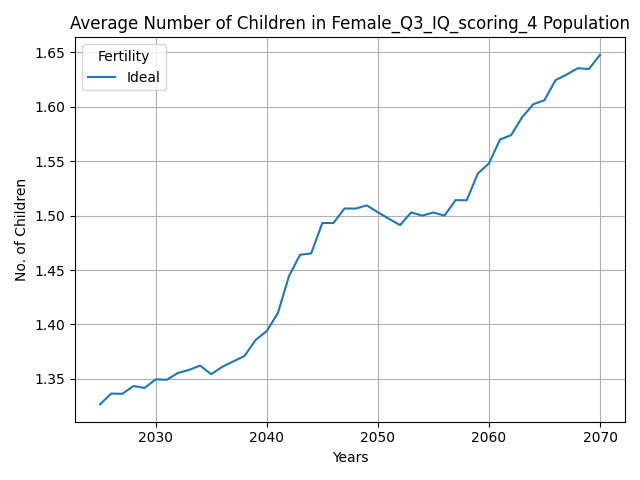 Average Number of Children in Female_Q3_IQ_scoring_4 Population
Fertility
Ideal
No. of Children
1.65
1.60
1.55
1.50
1.45
1.40
1.35
2030 2040 2050 2060 2070
Years